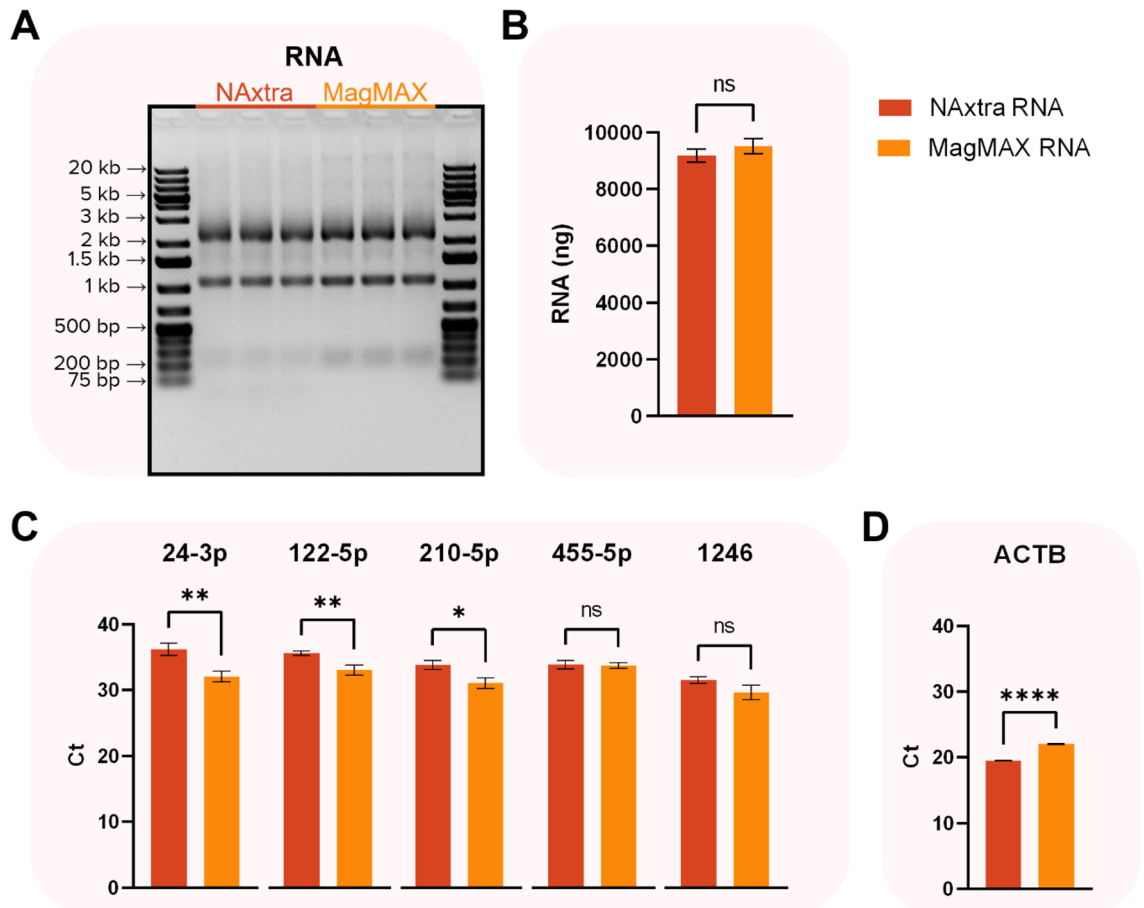 A
RNA
NAxtra MagMAX
20 kb →
5 kb →
3 kb →
2 kb →
1.5 kb →
1 kb →
500 bp →
200 bp →
75 bp →
B
ns
10000
8000
6000
4000
2000
0
RNA (ng)
NAxtra RNA
MagMAX RNA
C
24-3p 122-5p 210-5p 455-5p 1246
** ** * ns ns
40
30
20
10
0
Ct
D
ACTB
****
40
30
20
10
0
Ct